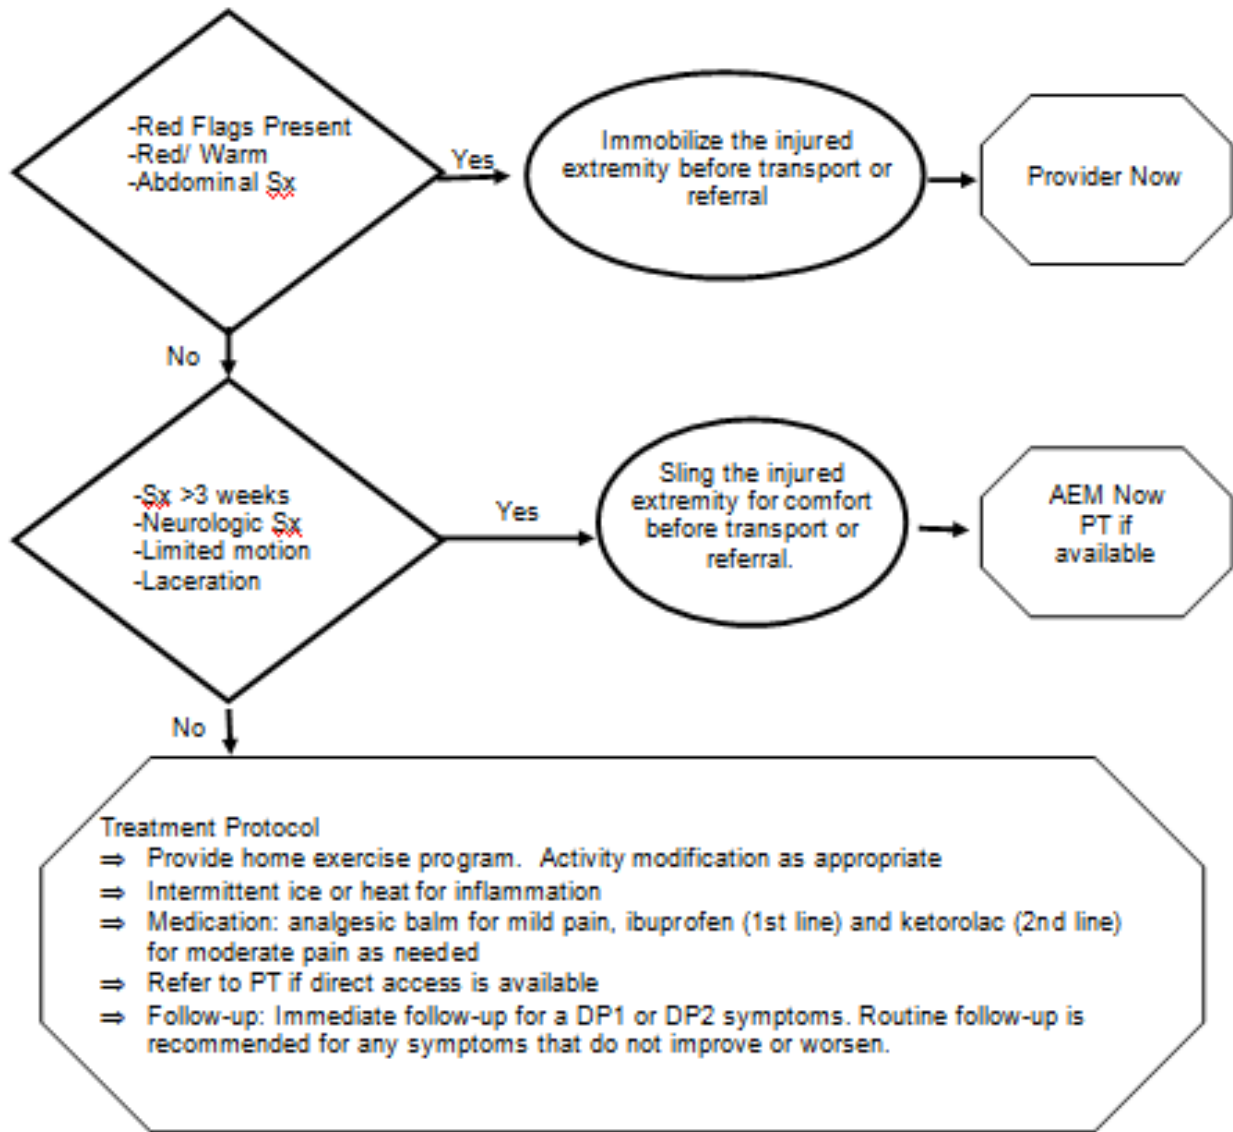 -Red Flags Present
-Red/ Warm
-Abdominal Sx
Yes
Immobilize the injured
extremity before transport or
referral
Provider Now
No
-Sx >3 weeks
-Neurologic Sx
-Limited motion
-Laceration
Yes
Sling the injured
extremity for comfort
before transport or
referral.
AEM Now
PT if
available
No
Treatment Protocol
⇒ Provide home exercise program.  Activity modification as appropriate
⇒ Intermittent ice or heat for inflammation
⇒ Medication: analgesic balm for mild pain, ibuprofen (1st line) and ketorolac (2nd line)
for moderate pain as needed
⇒ Refer to PT if direct access is available
⇒ Follow-up: Immediate follow-up for a DP1 or DP2 symptoms. Routine follow-up is
recommended for any symptoms that do not improve or worsen.